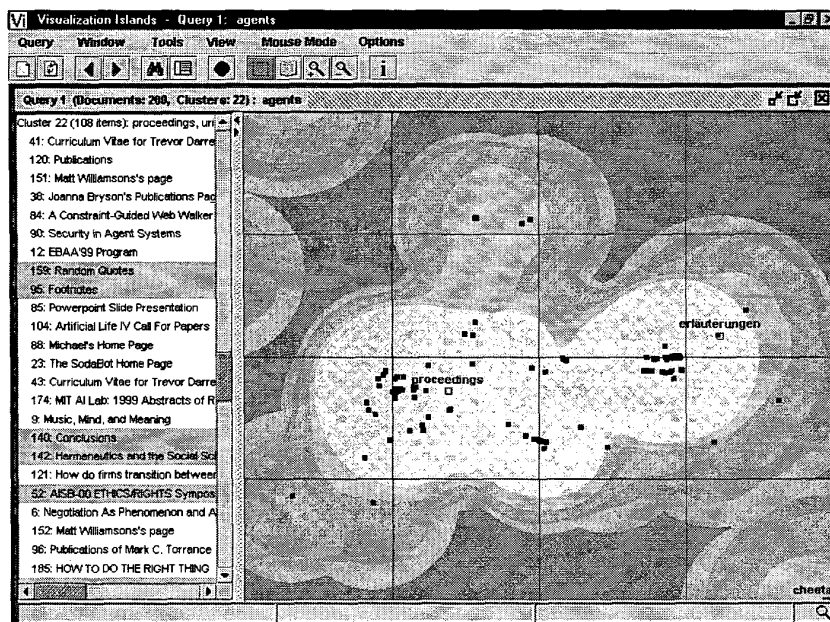 Vi Visualization Islands - Query 1: agents
Query Window Tools View Mouse Mode Options
i
Query 1 (Documents: 200, Clusters: 22) : agents
Cluster 22 (108 items): proceedings, uni
41: Curriculum Vitae for Trevor Darre
120: Publications
151: Matt Williamsons's page
38: Joanna Bryson's Publications Pag
84: A Constraint-Guided Web Walker
90: Security in Agent Systems
12: EBAA'99 Program
159: Random Quotes
95: Footnotes
85: Powerpoint Slide Presentation
104: Artificial Life IV Call For Papers
88: Michael's Home Page
23: The SodaBot Home Page
43: Curriculum Vitae for Trevor Darre
174: MIT AI Lab: 1999 Abstracts of R
9: Music, Mind, and Meaning
140: Conclusions
142: Hermeneutics and the Social Sci
121: How do firms transition between
52: AISB-00 ETHICS/RIGHTS Sympos
6: Negotiation As Phenomenon and A
152: Matt Williamsons's page
96: Publications of Mark C. Torrance
185: HOW TO DO THE RIGHT THING
erläuterungen
proceedings
cheeta